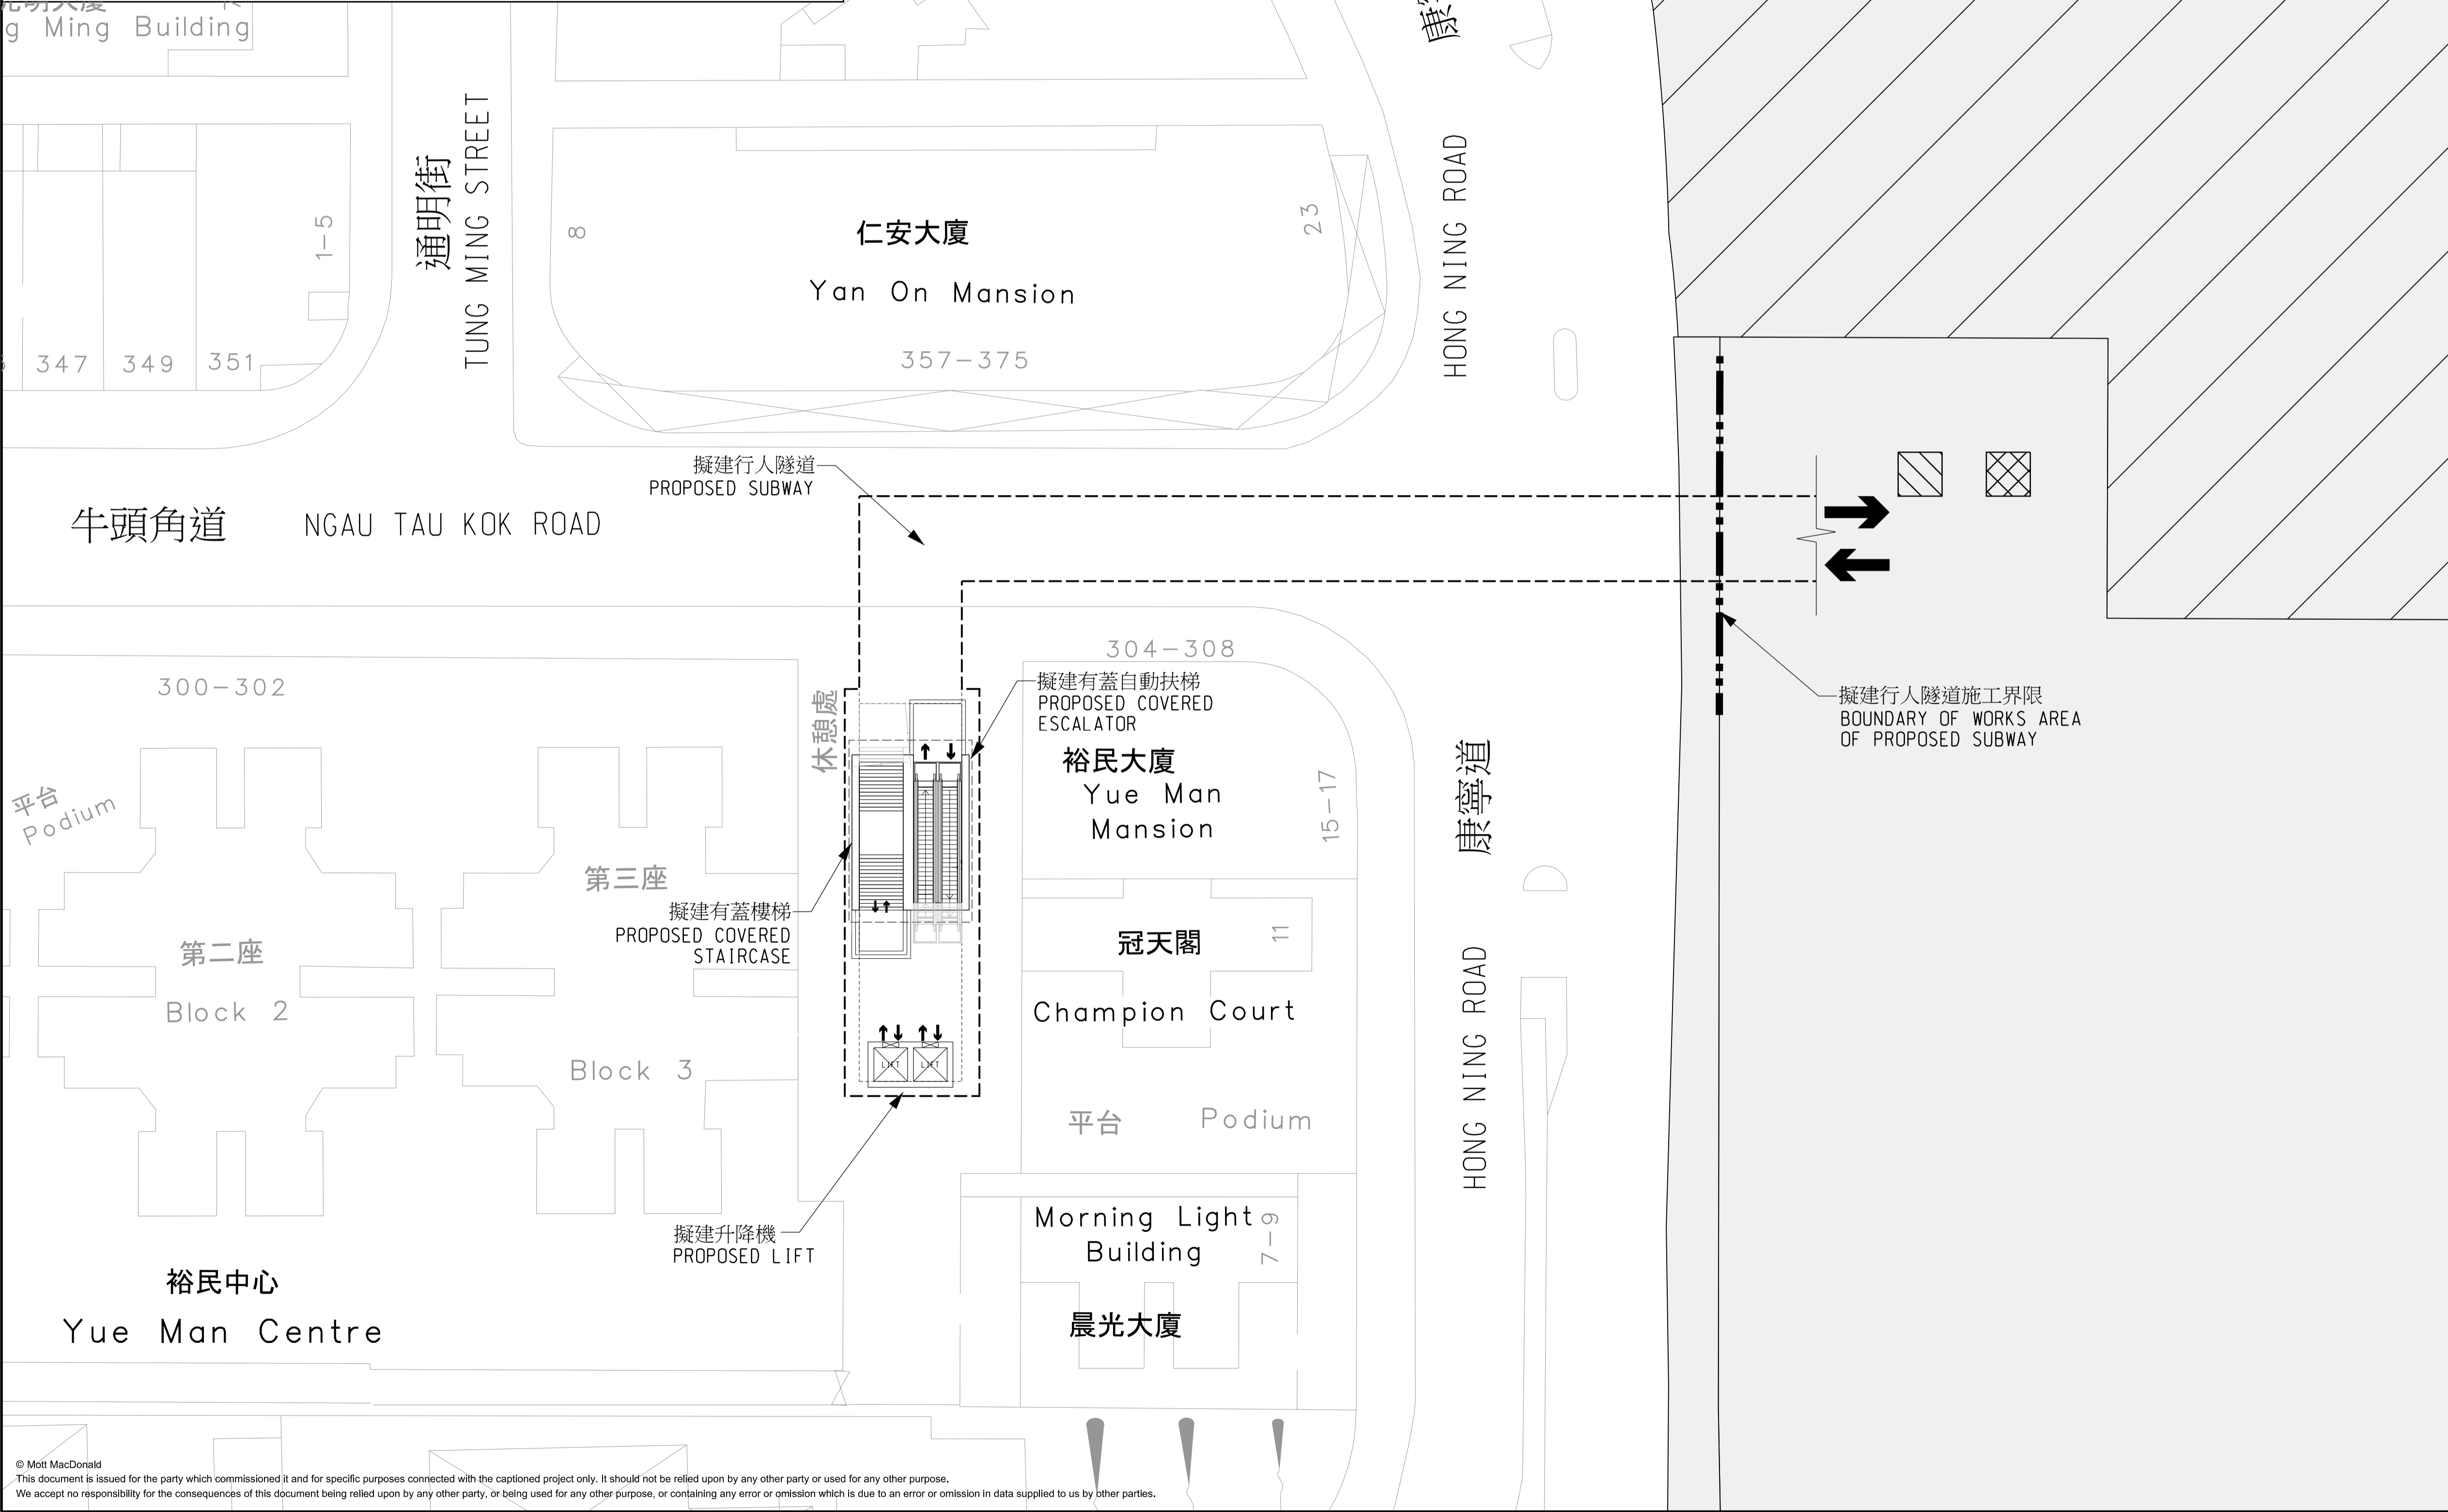 g Ming Building
通明街
TUNG MING STREET
1-5
347
349
351
8
仁安大廈
Yan On Mansion
357-375
23
康
HONG NING ROAD
擬建行人隧道
PROPOSED SUBWAY
牛頭角道 NGAU TAU KOK ROAD
300-302
休憩處
304-308
擬建有蓋自動扶梯
PROPOSED COVERED
ESCALATOR
擬建行人隧道施工界限
BOUNDARY OF WORKS AREA
OF PROPOSED SUBWAY
裕民大廈
Yue Man
Mansion
15-17
康寧道
平台
Podium
第三座
Block 3
擬建有蓋樓梯
PROPOSED COVERED
STAIRCASE
第二座
Block 2
冠天閣
11
Champion Court
HONG NING ROAD
LIFT
LIFT
平台 Podium
擬建升降機
PROPOSED LIFT
Morning Light
Building
7-9
晨光大廈
裕民中心
Yue Man Centre
© Mott MacDonald
This document is issued for the party which commissioned it and for specific purposes connected with the captioned project only. It should not be relied upon by any other party or used for any other purpose.
We accept no responsibility for the consequences of this document being relied upon by any other party, or being used for any other purpose, or containing any error or omission which is due to an error or omission in data supplied to us by other parties.